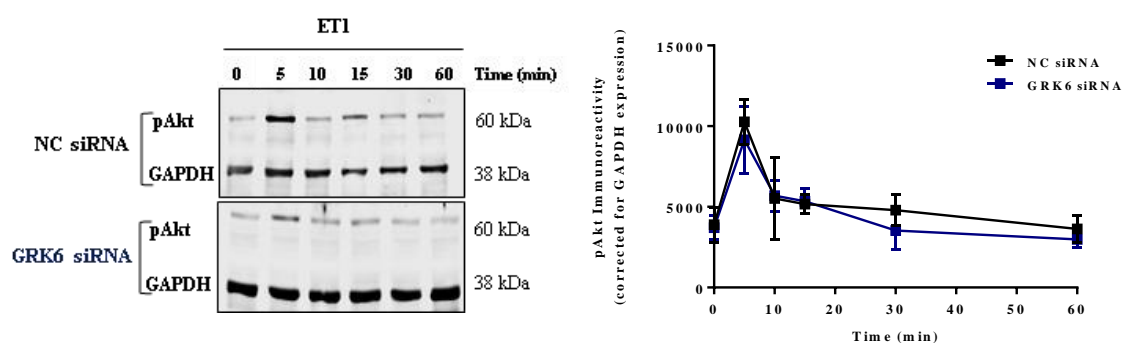 ET1
0 5 10 15 30 60 Time (min)
NC siRNA
pAkt
60 kDa
GAPDH
38 kDa
GRK6 siRNA
pAkt
60 kDa
GAPDH
38 kDa
pAkt Immunoreactivity
(corrected for GAPDH expression)
15000
10000
5000
0
NC siRNA
GRK6 siRNA
0 10 20 30 40 50 60
Time (min)